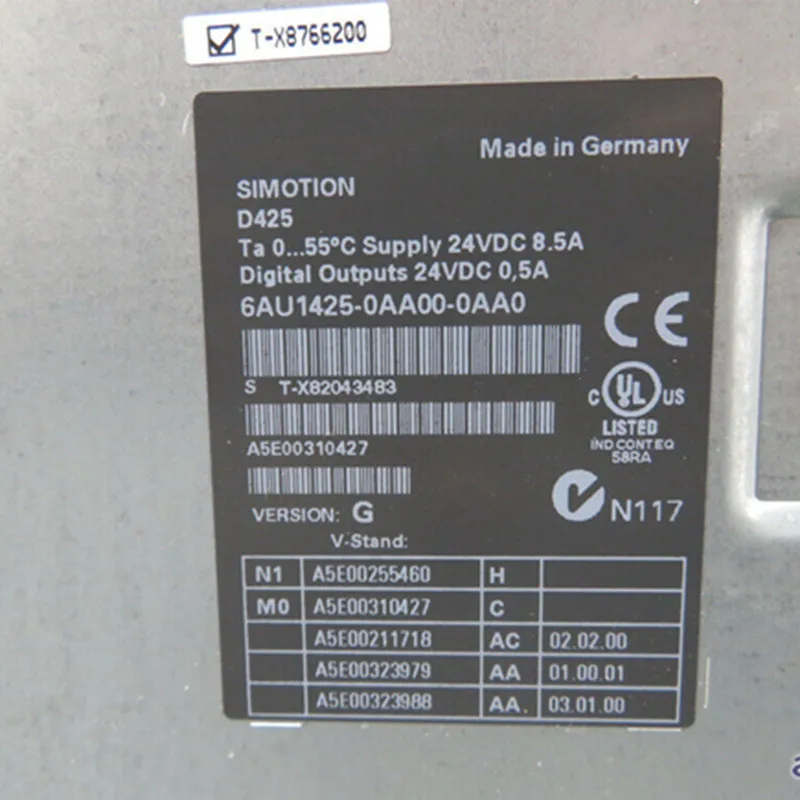 T-X8766200
Made in Germany
SIMOTION
D425
Ta 0...55°C Supply 24VDC 8.5A
Digital Outputs 24VDC 0,5A
6AU1425-0AA00-0AA0
CE
S T-X82043483
C UL US
LISTED
IND CONT EQ
58RA
A5E00310427
VERSION: G
N117
V-Stand:
N1 A5E00255460 H
M0 A5E00310427 C
A5E00211718 AC 02.02.00
A5E00323979 AA 01.00.01
A5E00323988 AA 03.01.00